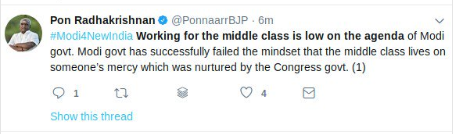 Pon Radhakrishnan @PonnaarrBJP · 6m
#Modi4NewIndia Working for the middle class is low on the agenda of Modi
govt. Modi govt has successfully failed the mindset that the middle class lives on
someone's mercy which was nurtured by the Congress govt. (1)
1 4
Show this thread